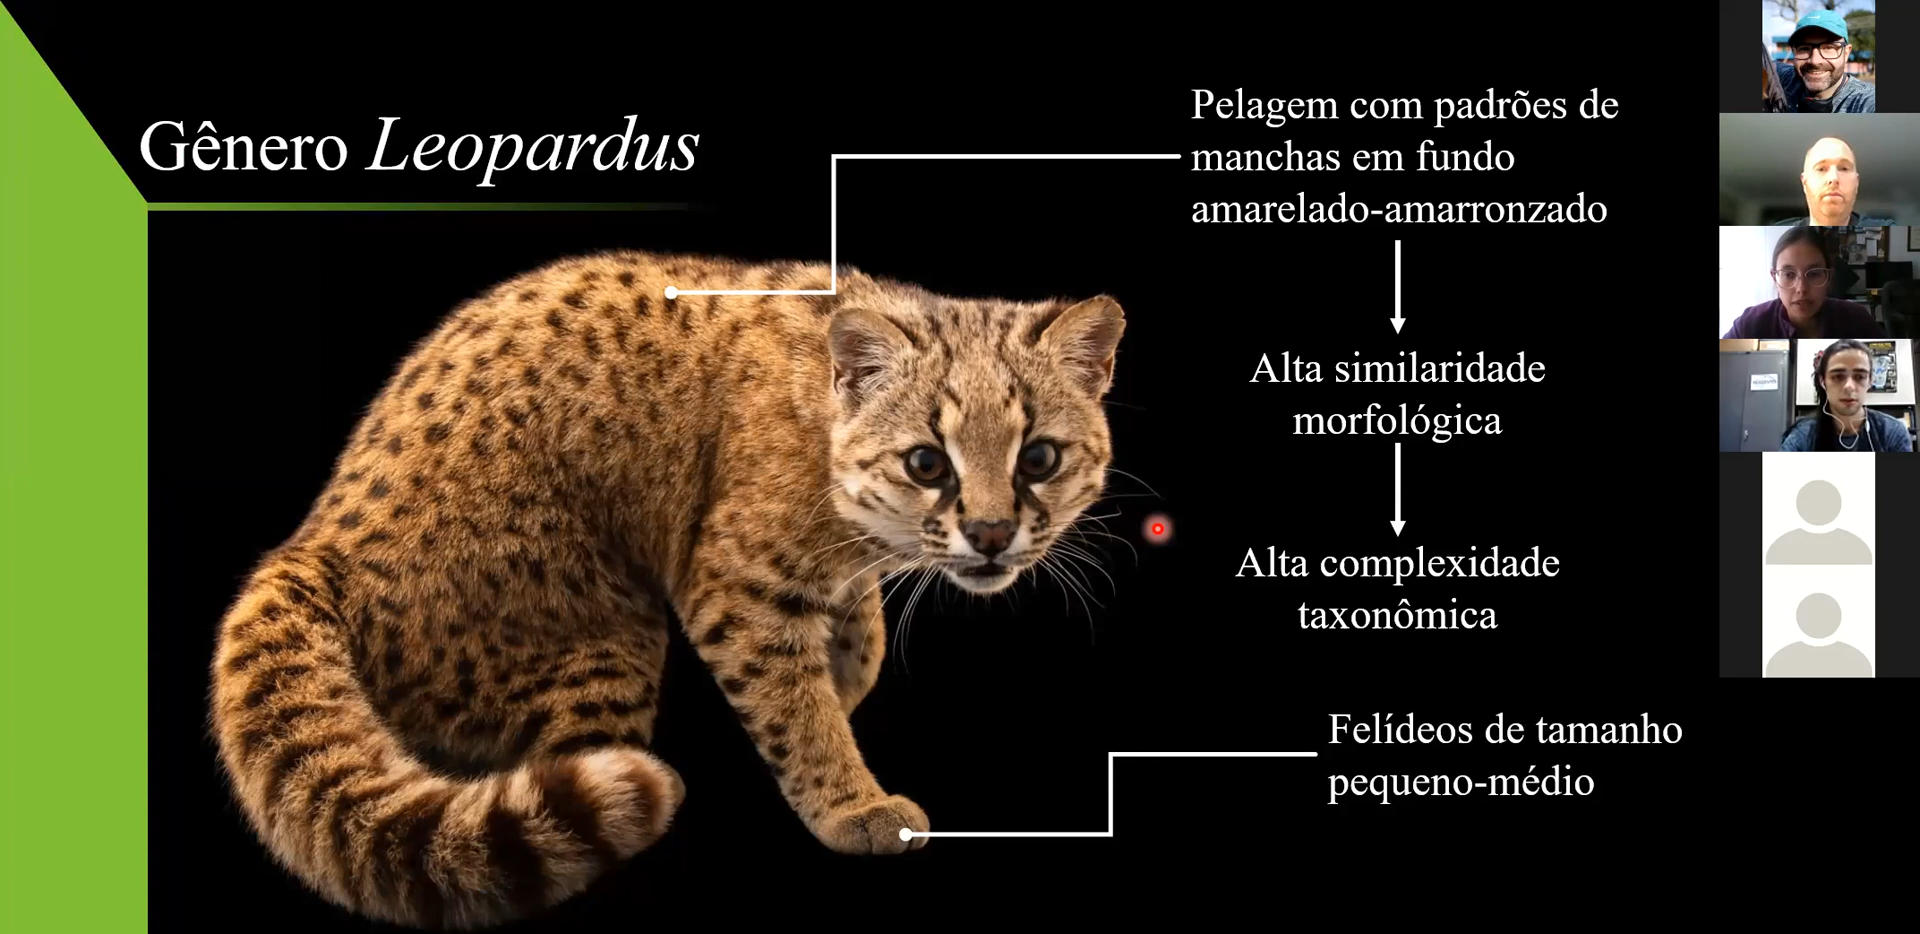 Gênero Leopardus
Pelagem com padrões de
manchas em fundo
amarelado-amarronzado
Alta similaridade
morfológica
Alta complexidade
taxonômica
Felídeos de tamanho
pequeno-médio